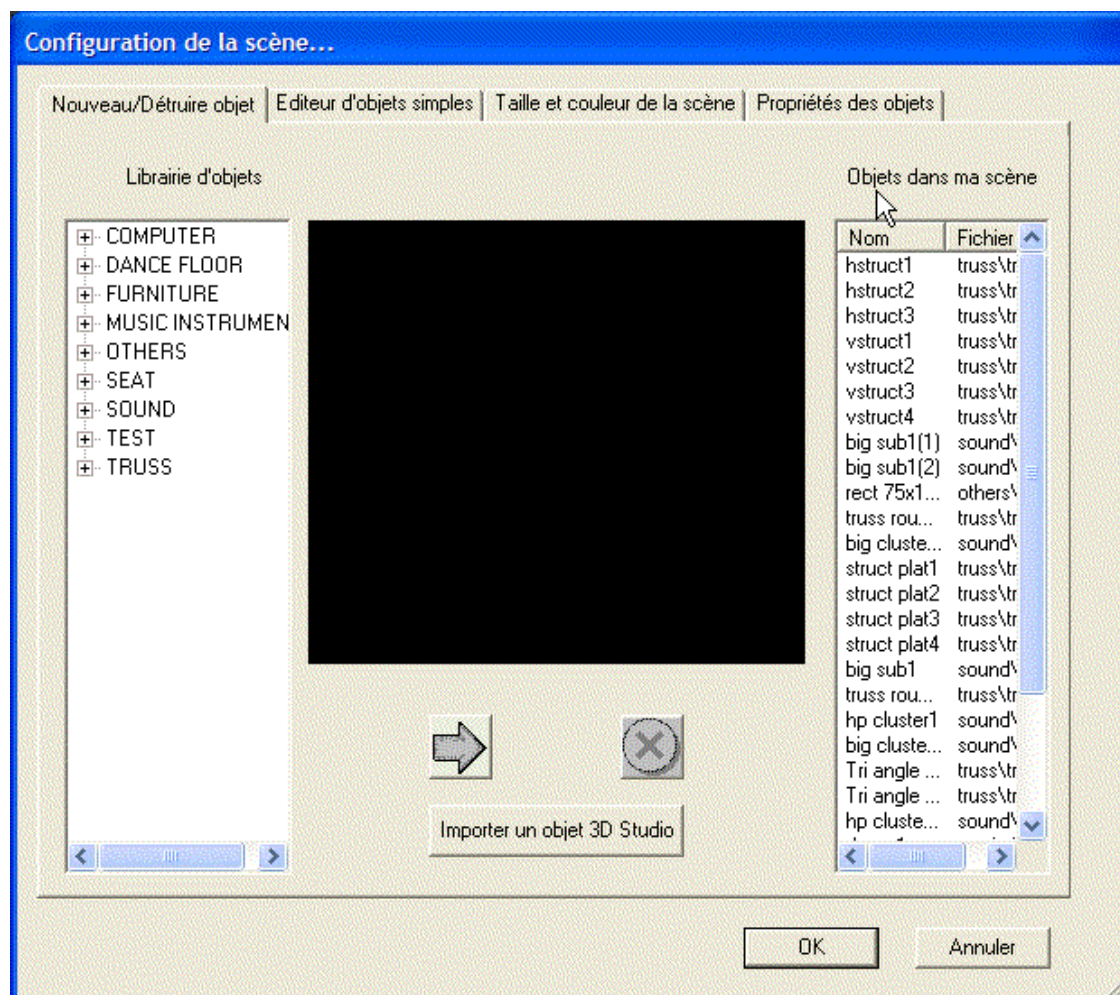 Configuration de la scène...
Nouveau/Détruire objet
Editeur d'objets simples
Taille et couleur de la scène
Propriétés des objets
Librairie d'objets
COMPUTER
DANCE FLOOR
FURNITURE
MUSIC INSTRUMEN
OTHERS
SEAT
SOUND
TEST
TRUSS
Importer un objet 3D Studio
Objets dans ma scène
Nom Fichier
hstruct1 truss\tr
hstruct2 truss\tr
hstruct3 truss\tr
vstruct1 truss\tr
vstruct2 truss\tr
vstruct3 truss\tr
vstruct4 truss\tr
big sub1(1) sound\
big sub1(2) sound\
rect 75x1... others\
truss rou... truss\tr
big cluste... sound\
struct plat1 truss\tr
struct plat2 truss\tr
struct plat3 truss\tr
struct plat4 truss\tr
big sub1 sound\
truss rou... truss\tr
hp cluster1 sound\
big cluste... sound\
Tri angle ... truss\tr
Tri angle ... truss\tr
hp cluste... sound\
OK
Annuler